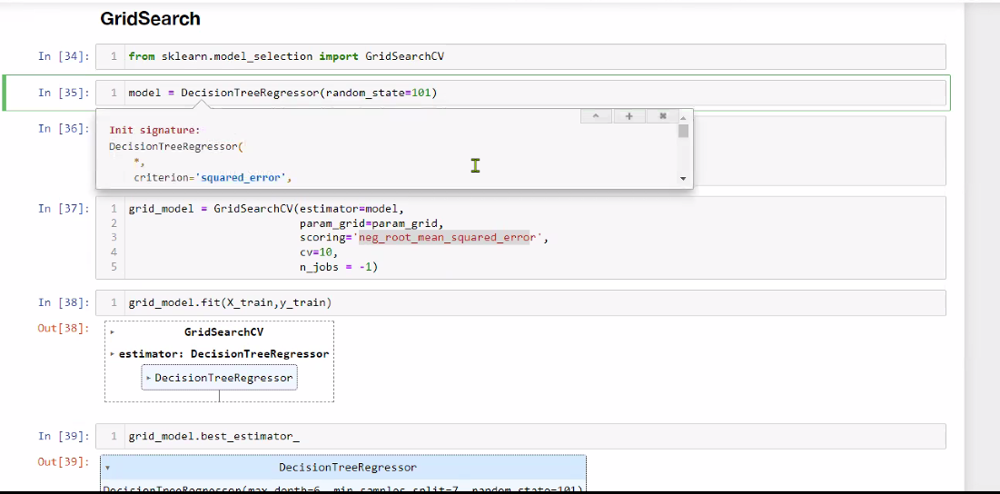 GridSearch
In [34]:
1 from sklearn.model_selection import GridSearchCV
In [35]:
1 model = DecisionTreeRegressor(random_state=101)
In [36]:
Init signature:
DecisionTreeRegressor(
*,
criterion='squared_error',
In [37]:
1 grid_model = GridSearchCV(estimator=model,
2 param_grid=param_grid,
3 scoring='neg_root_mean_squared_error',
4 cv=10,
5 n_jobs = -1)
In [38]:
1 grid_model.fit(X_train,y_train)
Out[38]:
GridSearchCV
estimator: DecisionTreeRegressor
DecisionTreeRegressor
In [39]:
1 grid_model.best_estimator_
Out[39]:
DecisionTreeRegressor
DecisionTreeRegressor(max_depth=6, min_samples_split=7, random_state=101)